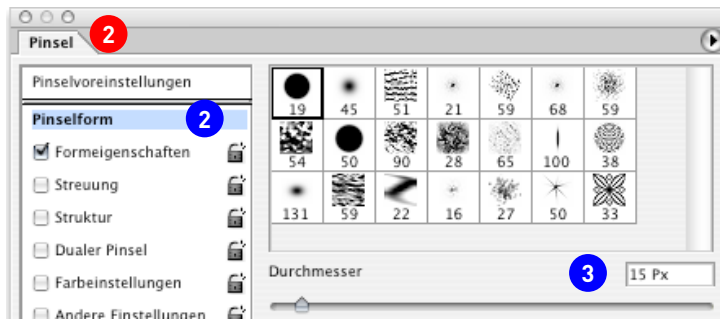 Pinsel 2
Pinselvoreinstellungen
Pinselform 2
Formeigenschaften
Streuung
Struktur
Dualer Pinsel
Farbeinstellungen
Andere Einstellungen
19 45 51 21 59 68 59
54 50 90 28 65 100 38
131 59 22 16 27 50 33
Durchmesser 3 15 Px